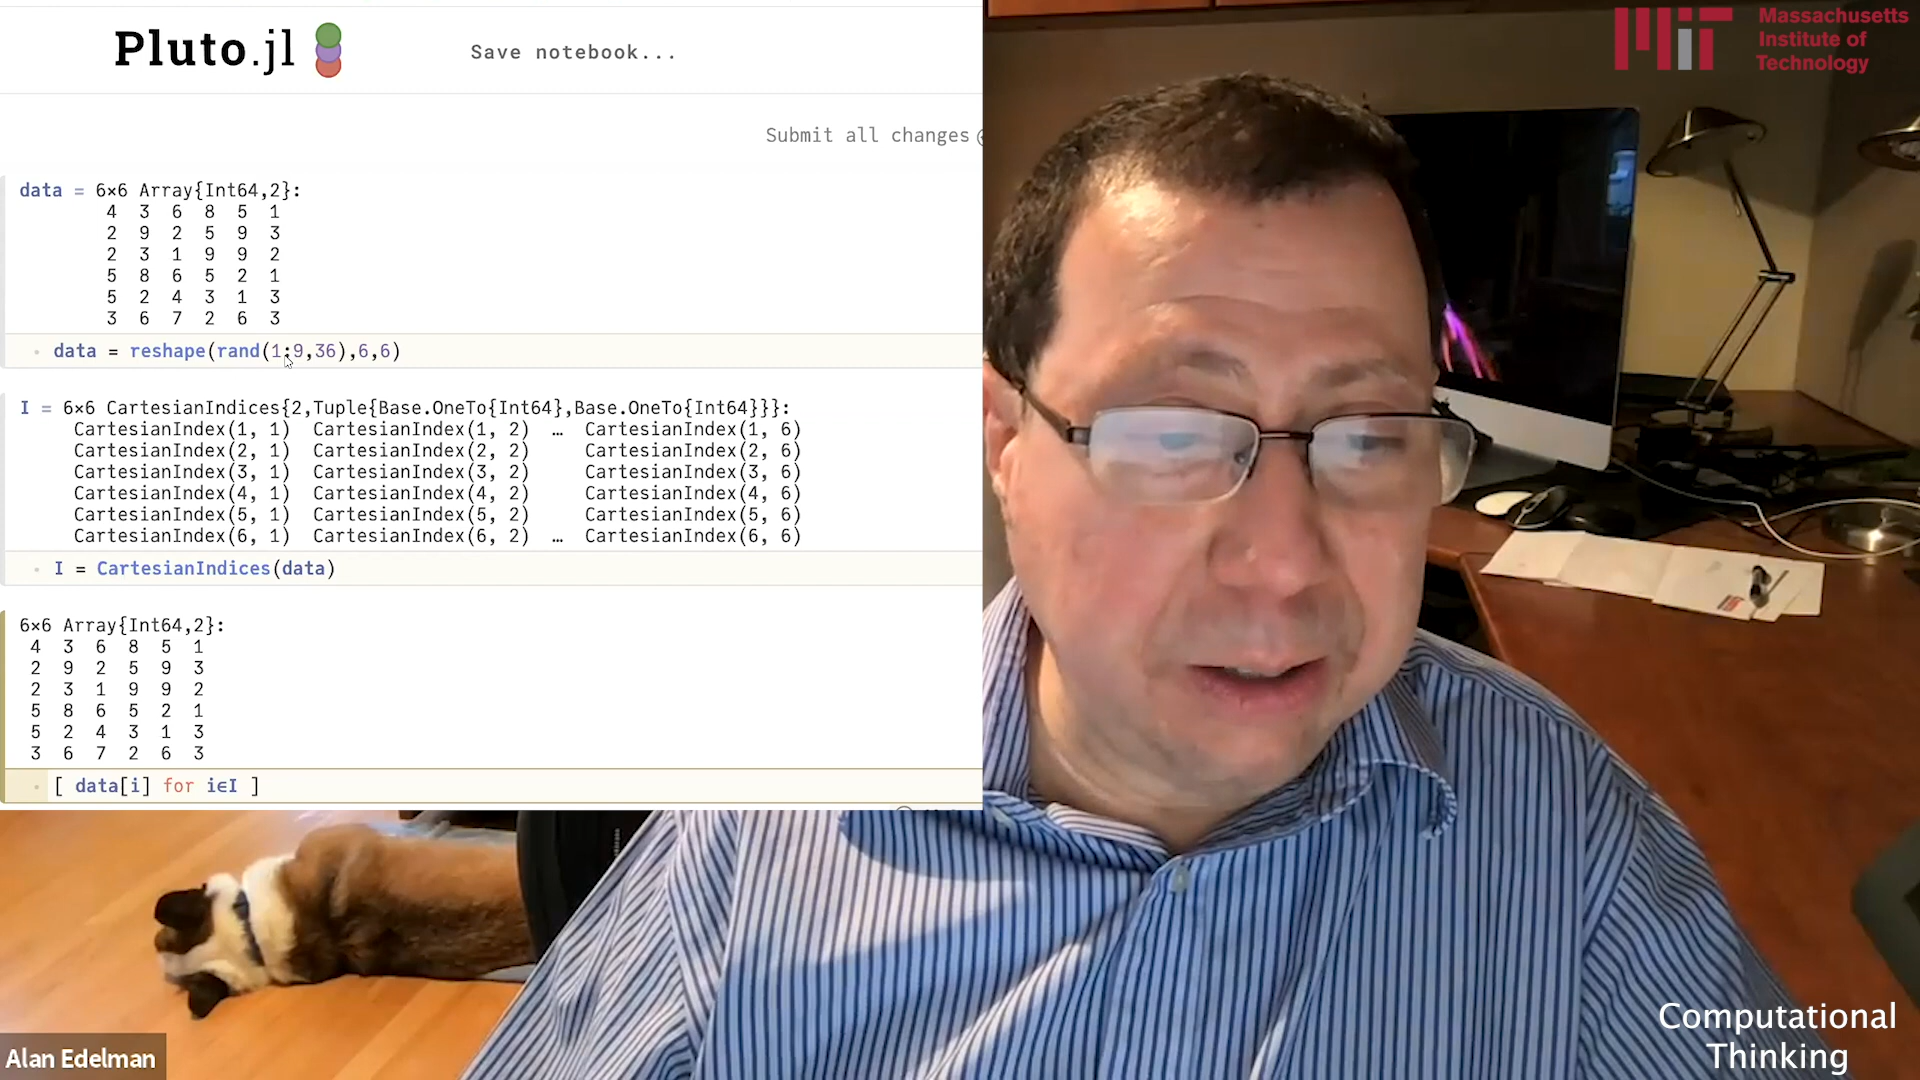 Pluto.jl
Save notebook...
Submit all changes
data = 6×6 Array{Int64,2}:
4 3 6 8 5 1
2 9 2 5 9 3
2 3 1 9 9 2
5 8 6 5 2 1
5 2 4 3 1 3
3 6 7 2 6 3
data = reshape(rand(1:9,36),6,6)
I = 6×6 CartesianIndices{2,Tuple{Base.OneTo{Int64},Base.OneTo{Int64}}}:
CartesianIndex(1, 1) CartesianIndex(1, 2) … CartesianIndex(1, 6)
CartesianIndex(2, 1) CartesianIndex(2, 2) CartesianIndex(2, 6)
CartesianIndex(3, 1) CartesianIndex(3, 2) CartesianIndex(3, 6)
CartesianIndex(4, 1) CartesianIndex(4, 2) CartesianIndex(4, 6)
CartesianIndex(5, 1) CartesianIndex(5, 2) CartesianIndex(5, 6)
CartesianIndex(6, 1) CartesianIndex(6, 2) … CartesianIndex(6, 6)
I = CartesianIndices(data)
6×6 Array{Int64,2}:
4 3 6 8 5 1
2 9 2 5 9 3
2 3 1 9 9 2
5 8 6 5 2 1
5 2 4 3 1 3
3 6 7 2 6 3
[ data[i] for i∈I ]
MIT
Massachusetts
Institute of
Technology
Alan Edelman
Computational
Thinking